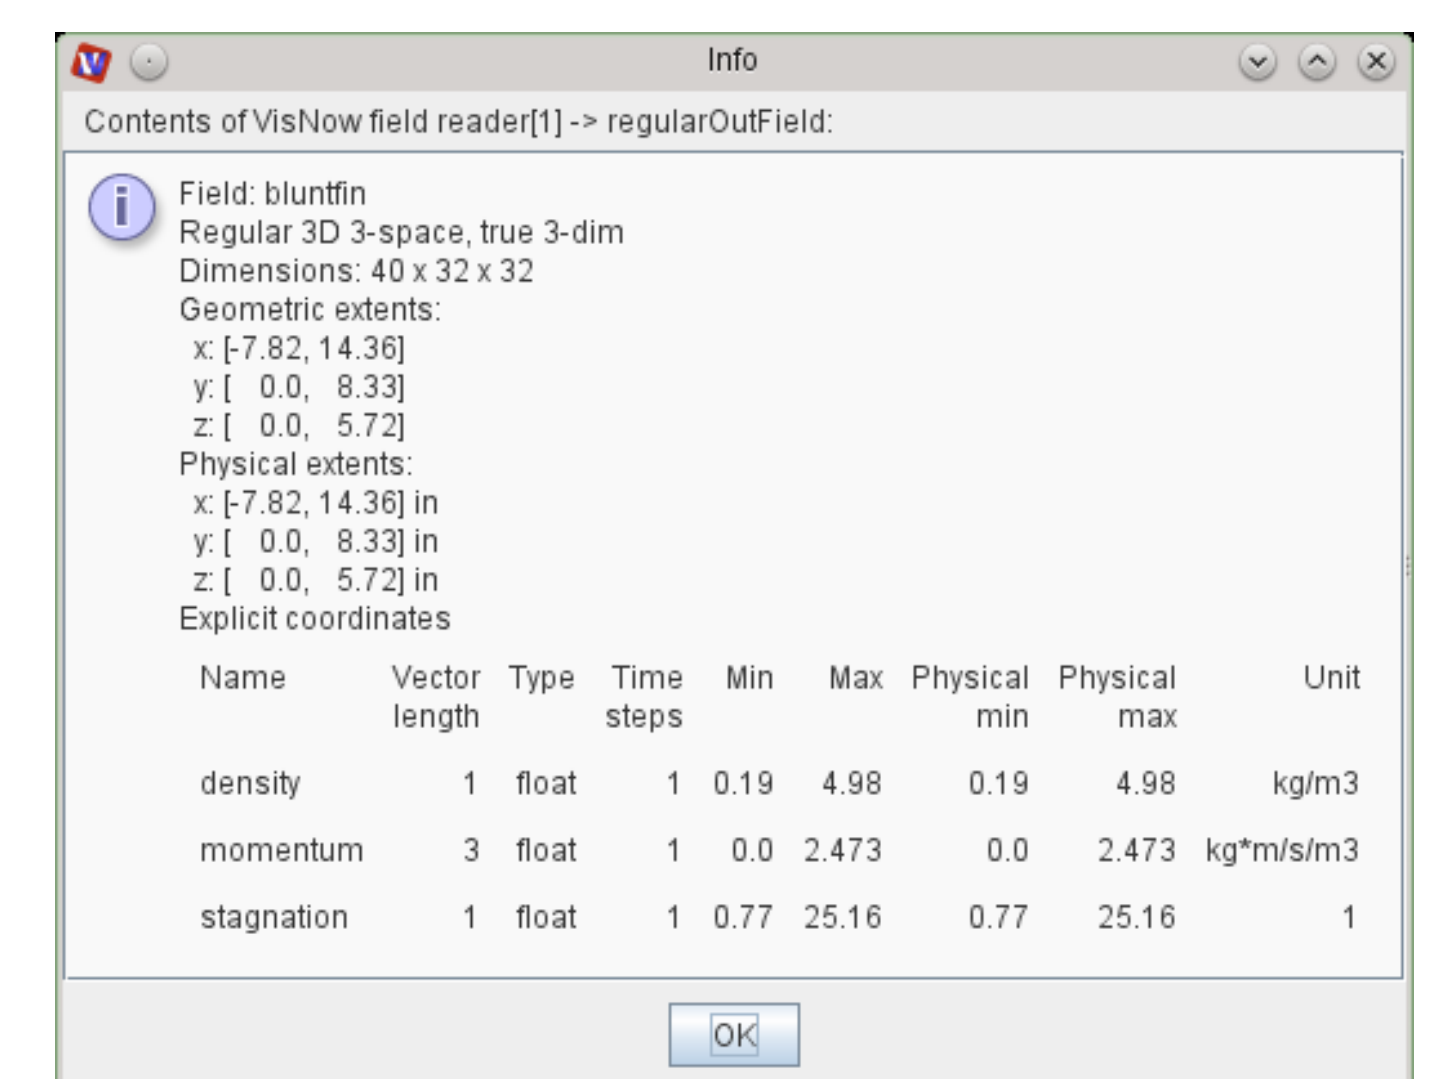 Info
Contents of VisNow field reader[1] -> regularOutField:
Field: bluntfin
Regular 3D 3-space, true 3-dim
Dimensions: 40 x 32 x 32
Geometric extents:
x: [-7.82, 14.36]
y: [ 0.0, 8.33]
z: [ 0.0, 5.72]
Physical extents:
x: [-7.82, 14.36] in
y: [ 0.0, 8.33] in
z: [ 0.0, 5.72] in
Explicit coordinates
Name Vector length Type Time steps Min Max Physical min Physical max Unit
density 1 float 1 0.19 4.98 0.19 4.98 kg/m3
momentum 3 float 1 0.0 2.473 0.0 2.473 kg*m/s/m3
stagnation 1 float 1 0.77 25.16 0.77 25.16 1
OK